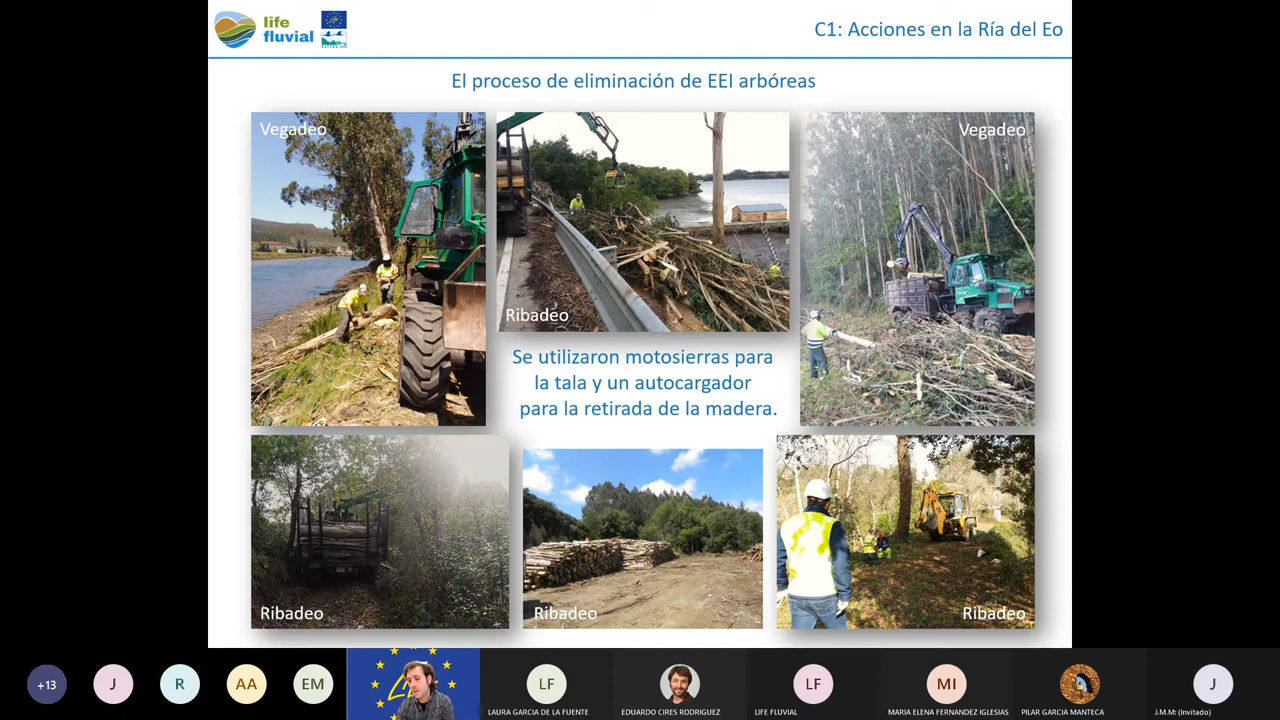 life
fluvial
C1: Acciones en la Ría del Eo
El proceso de eliminación de EEI arbóreas
Vegadeo
Ribadeo
Vegadeo
Se utilizaron motosierras para
la tala y un autocargador
para la retirada de la madera.
Ribadeo
Ribadeo
Ribadeo
+13
J
R
AA
EM
LF
LF
MI
J
LAURA GARCIA DE LA FUENTE
EDUARDO CIRES RODRIGUEZ
LIFE FLUVIAL
MARIA ELENA FERNANDEZ IGLESIAS
PILAR GARCIA MANTECA
J.M.M: (Invitado)